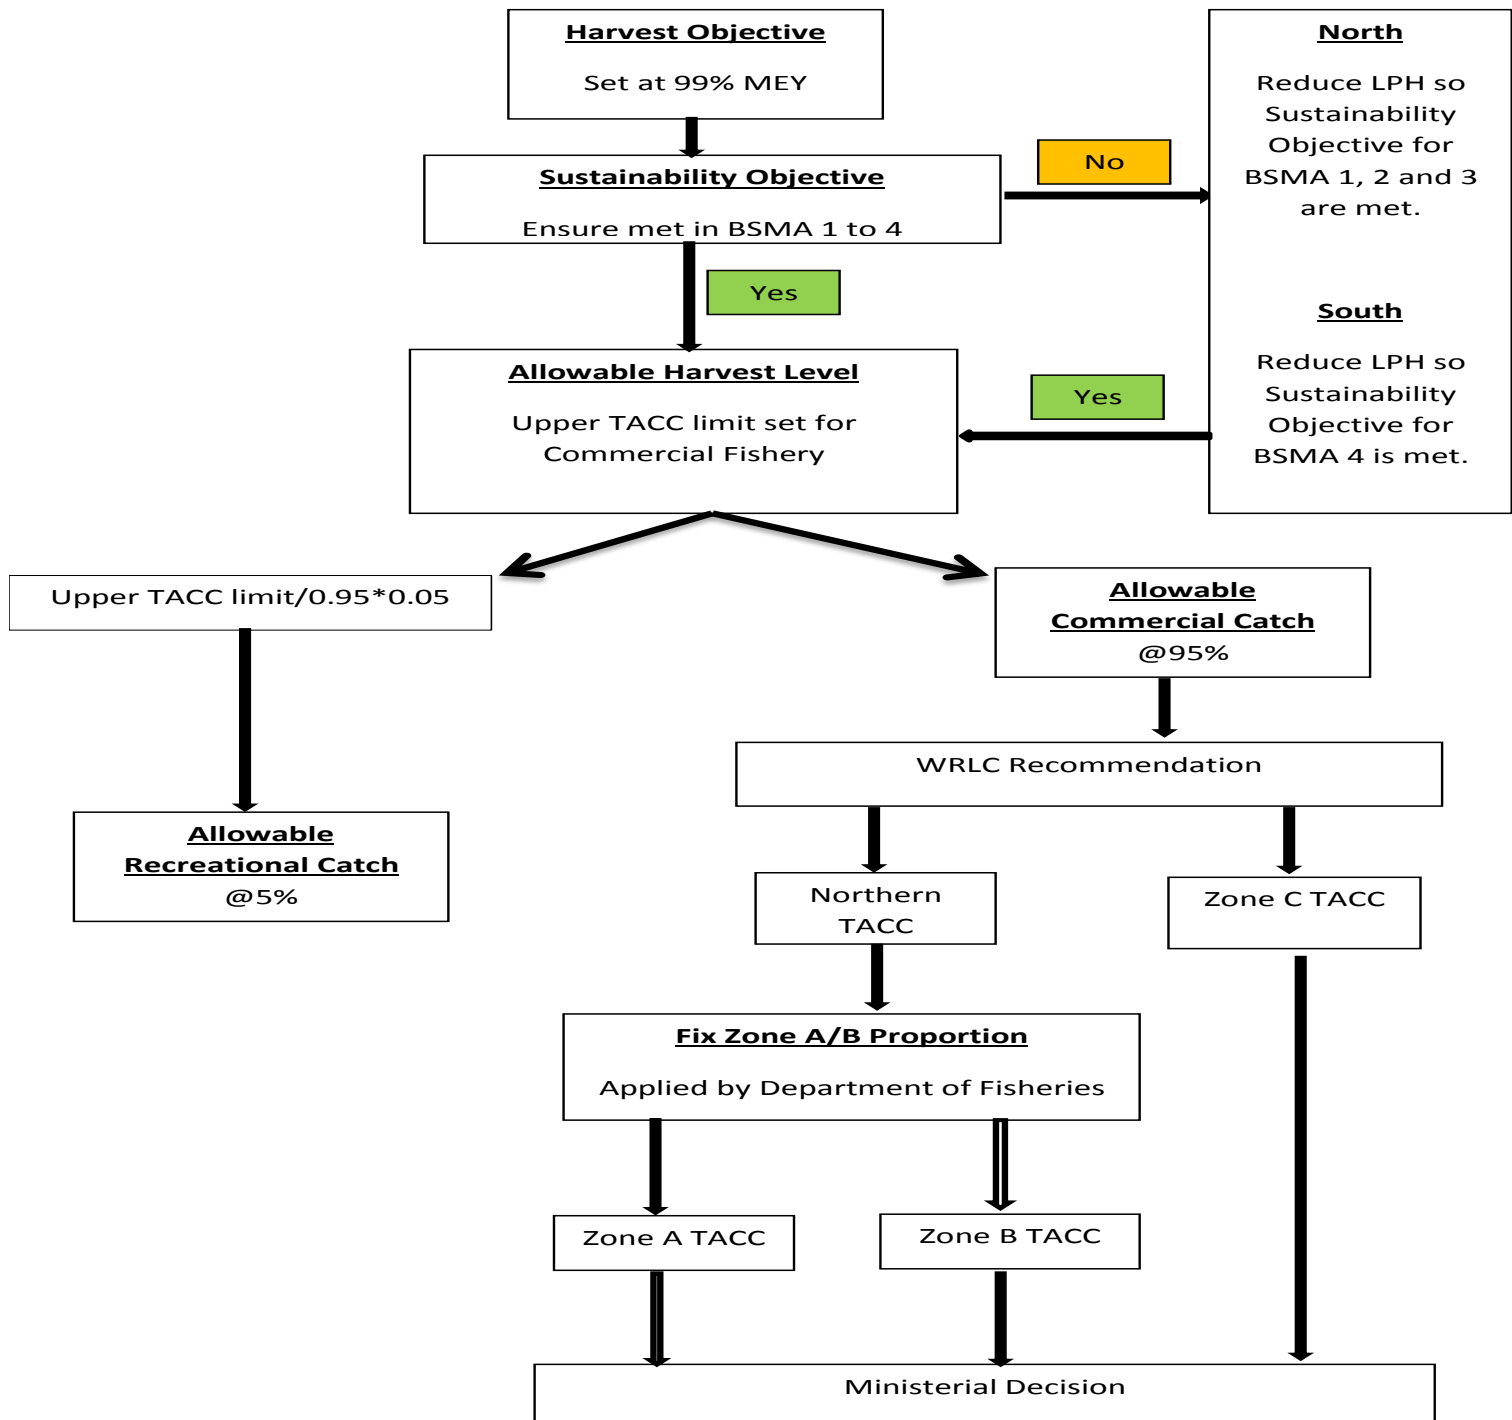 Harvest Objective
Set at 99% MEY
Sustainability Objective
Ensure met in BSMA 1 to 4
No
North
Reduce LPH so
Sustainability
Objective for
BSMA 1, 2 and 3
are met.
South
Reduce LPH so
Sustainability
Objective for
BSMA 4 is met.
Yes
Yes
Allowable Harvest Level
Upper TACC limit set for
Commercial Fishery
Upper TACC limit/0.95*0.05
Allowable
Recreational Catch
@5%
Allowable
Commercial Catch
@95%
WRLC Recommendation
Northern
TACC
Zone C TACC
Fix Zone A/B Proportion
Applied by Department of Fisheries
Zone A TACC
Zone B TACC
Ministerial Decision